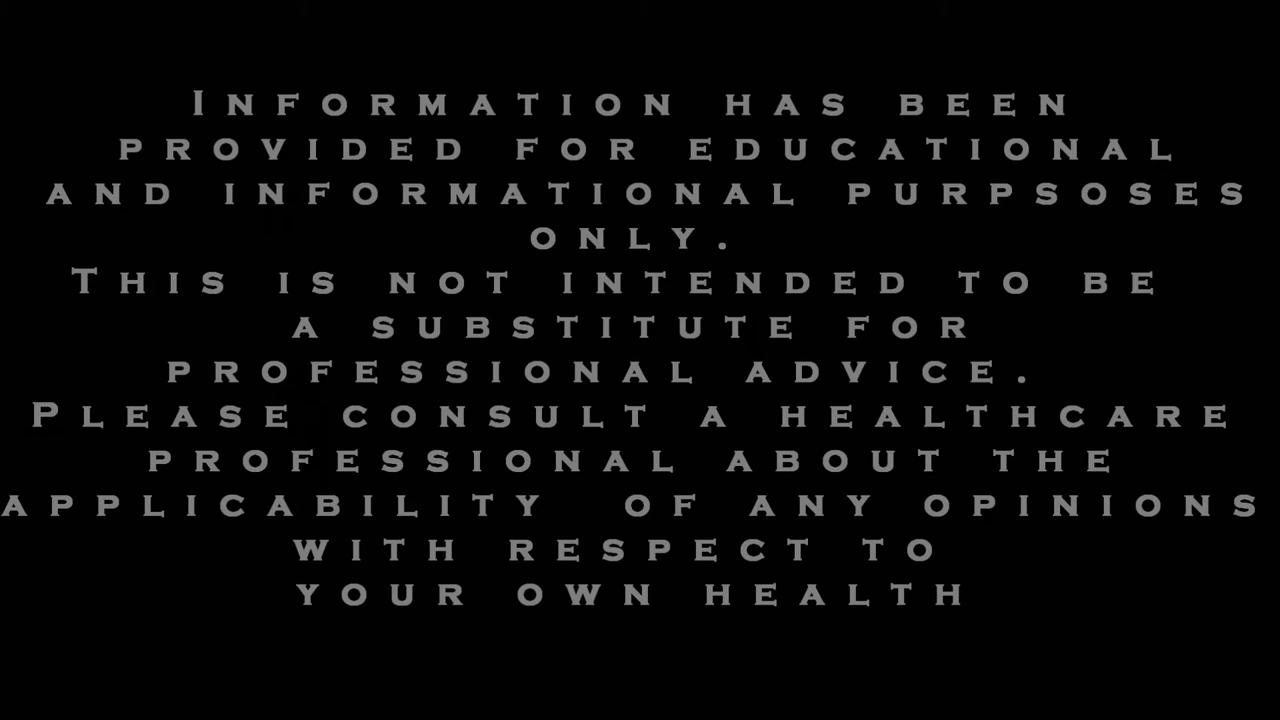 Information has been
provided for educational
and informational purpsoses
only.
This is not intended to be
a substitute for
professional advice.
Please consult a healthcare
professional about the
applicability of any opinions
with respect to
your own health